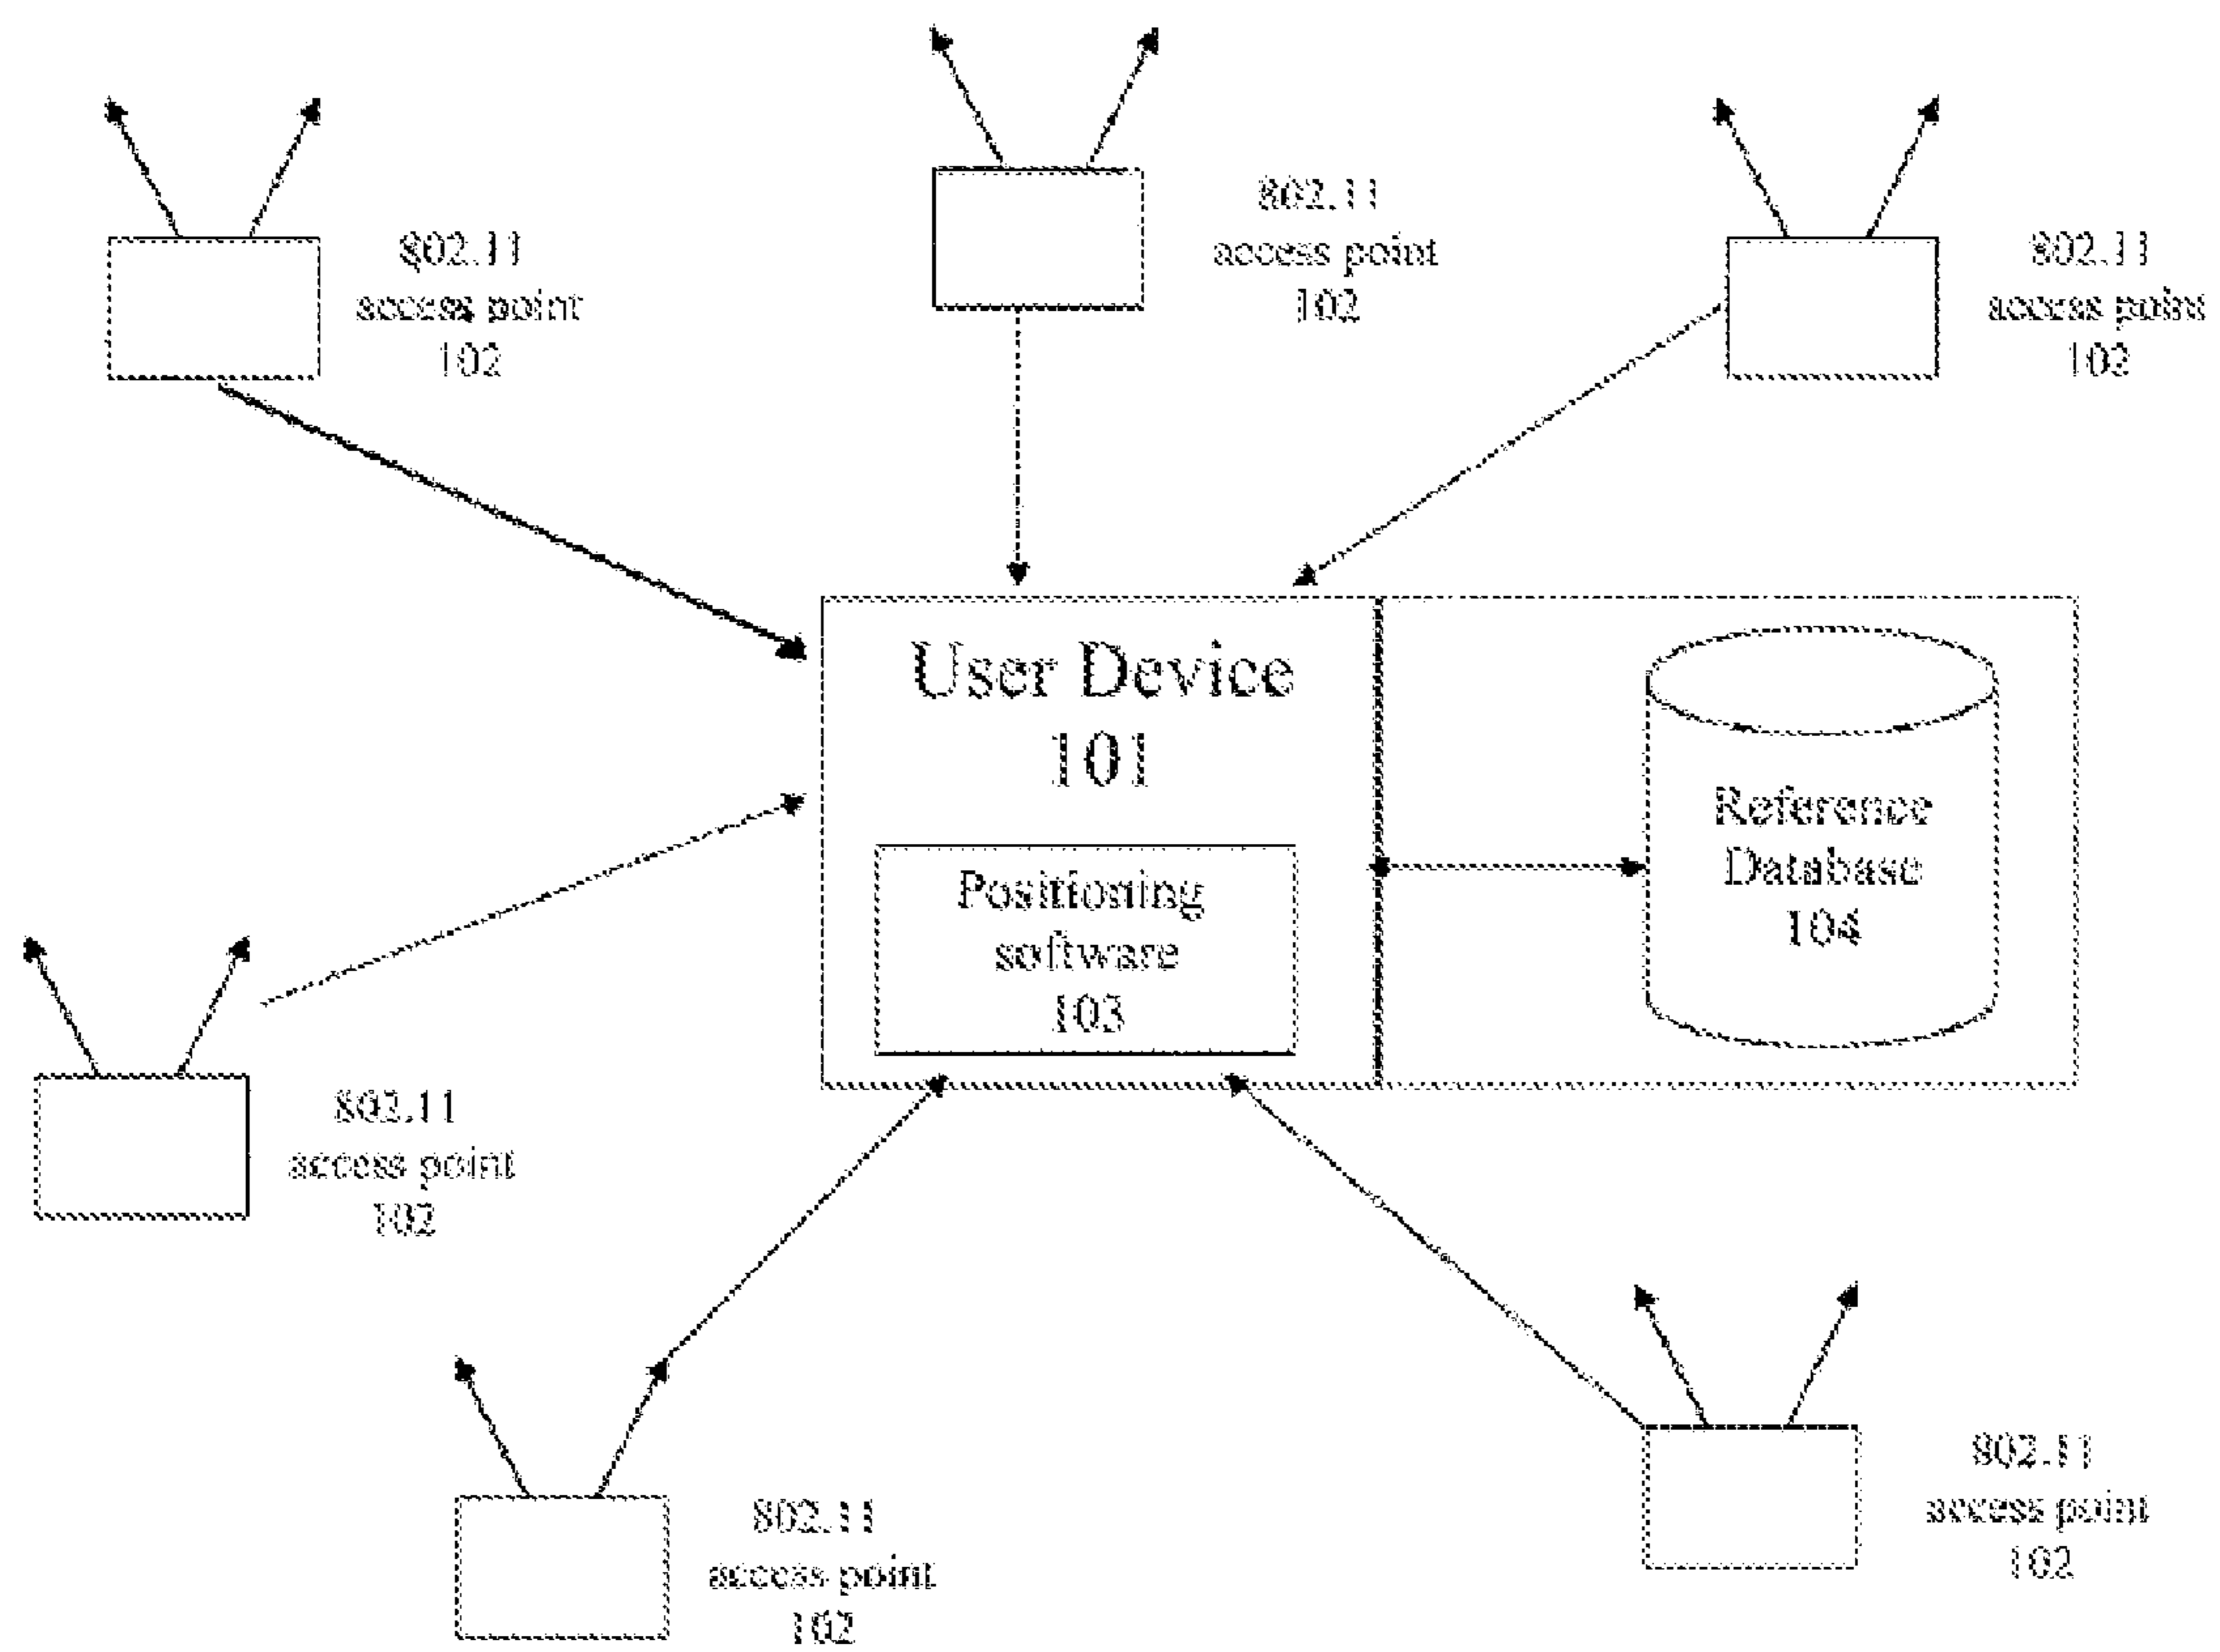 802.11
access point
102
802.11
access point
102
802.11
access point
102
User Device
101
Positioning
software
103
Reference
Database
104
802.11
access point
102
802.11
access point
102
802.11
access point
102